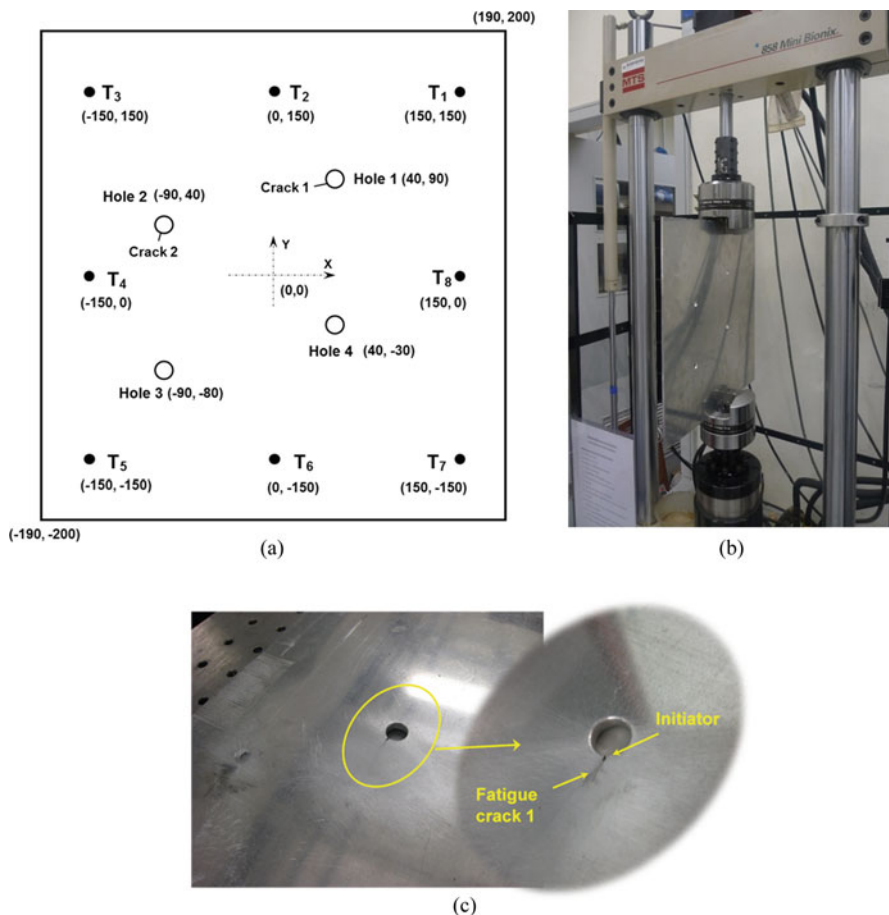 (190, 200)
T3
T2
T1
(-150, 150)
(0, 150)
(150, 150)
Crack 1
Hole 1 (40, 90)
Hole 2 (-90, 40)
Crack 2
Y
X
T4
(0,0)
T8
(-150, 0)
(150, 0)
Hole 4 (40, -30)
Hole 3 (-90, -80)
T5
T6
T7
(-150, -150)
(0, -150)
(150, -150)
(-190, -200)
(a)
MTS
858 Mini Bionix
(b)
Initiator
Fatigue
crack 1
(c)